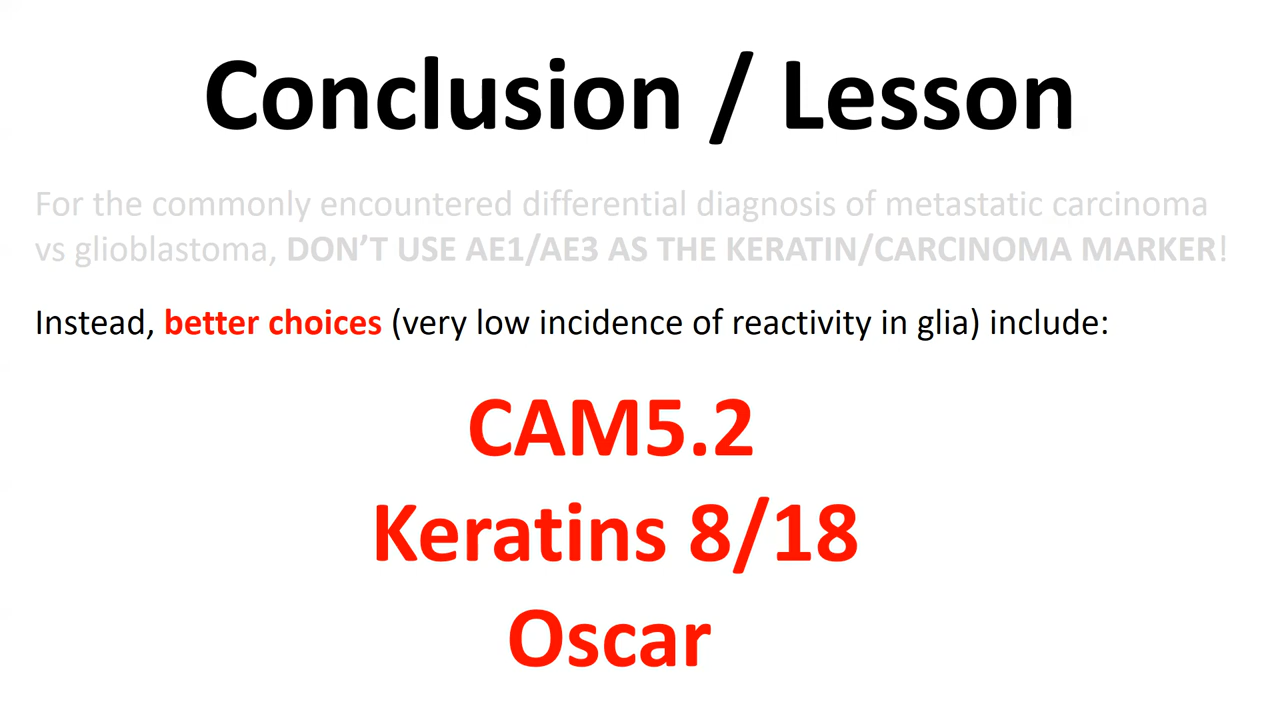 Conclusion / Lesson
For the commonly encountered differential diagnosis of metastatic carcinoma
vs glioblastoma, DON’T USE AE1/AE3 AS THE KERATIN/CARCINOMA MARKER!
Instead, better choices (very low incidence of reactivity in glia) include:
CAM5.2
Keratins 8/18
Oscar